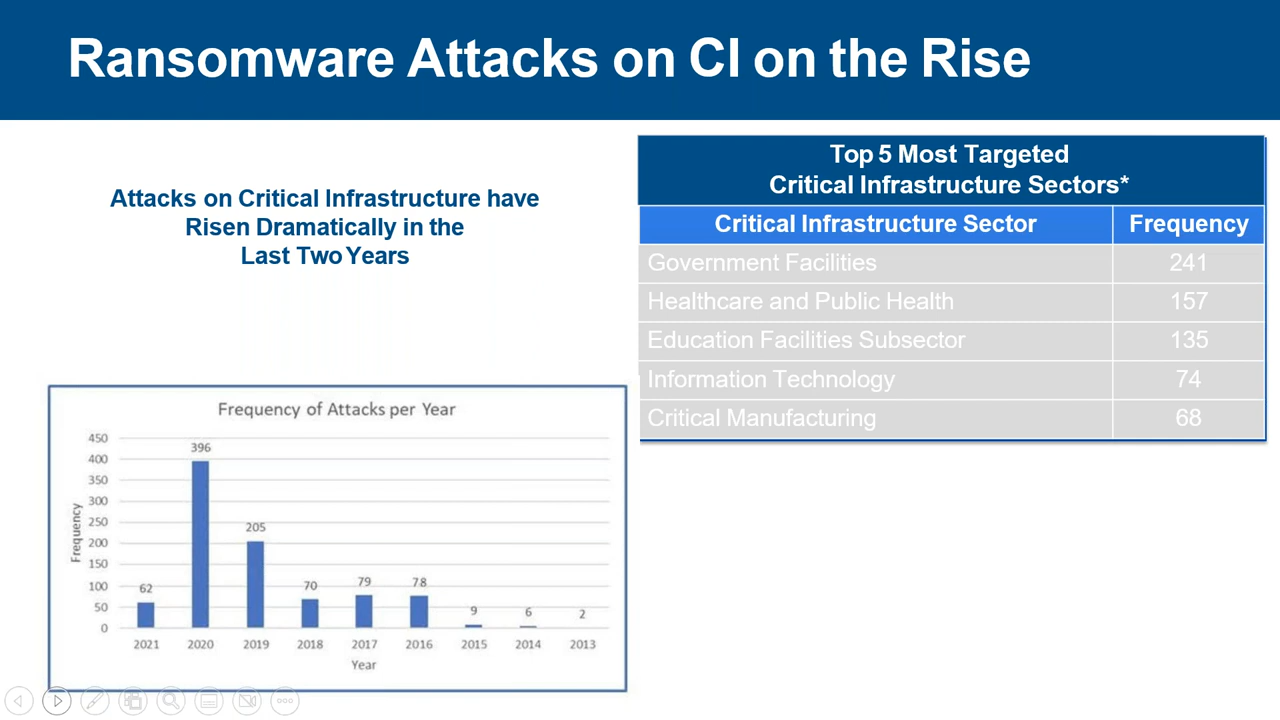 Ransomware Attacks on CI on the Rise
Attacks on Critical Infrastructure have
Risen Dramatically in the
Last Two Years
Top 5 Most Targeted
Critical Infrastructure Sectors*
Critical Infrastructure Sector Frequency
Government Facilities 241
Healthcare and Public Health 157
Education Facilities Subsector 135
Information Technology 74
Critical Manufacturing 68
Frequency of Attacks per Year
Frequency
450
400
350
300
250
200
150
100
50
0
62 396 205 70 79 78 9 6 2
2021 2020 2019 2018 2017 2016 2015 2014 2013
Year